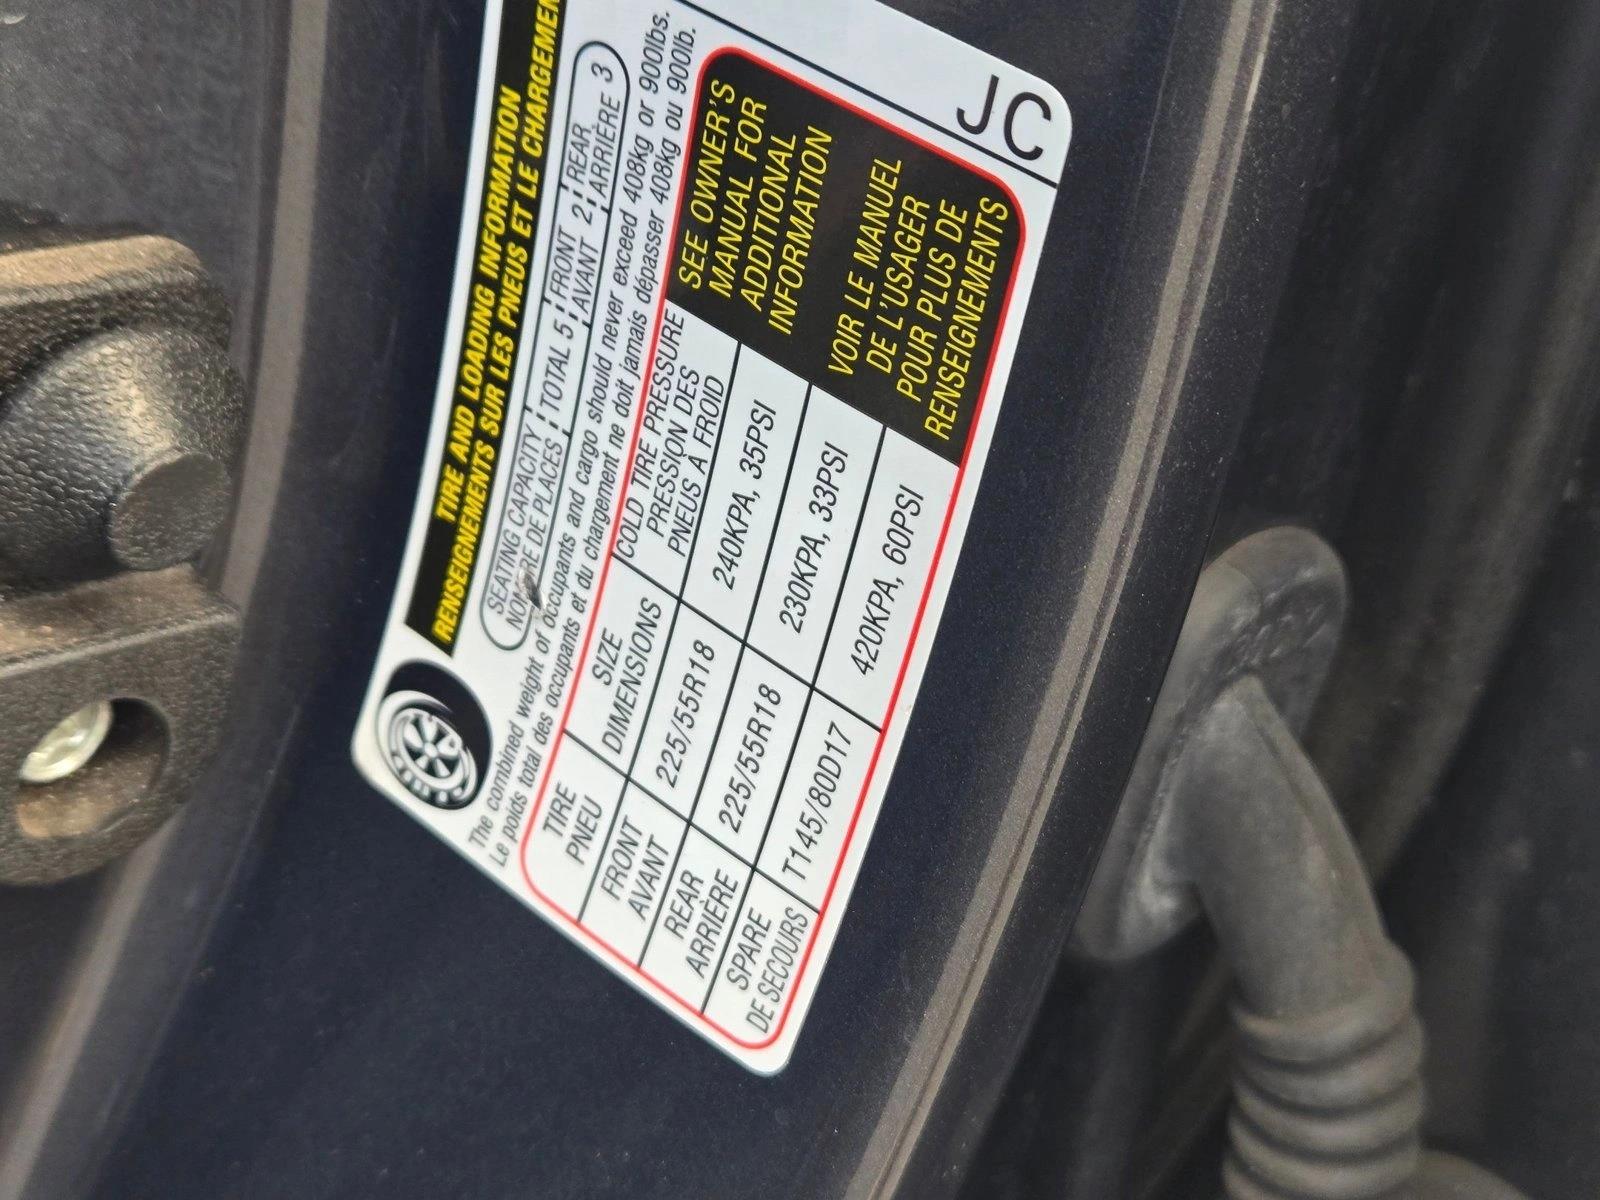 TIRE AND LOADING INFORMATION
RENSEIGNEMENTS SUR LES PNEUS ET LE CHARGEMENT
SEATING CAPACITY TOTAL 5 FRONT 2 REAR 3
NOMBRE DE PLACES AVANT ARRIÈRE
The combined weight of occupants and cargo should never exceed 408kg or 900lbs.
Le poids total des occupants et du chargement ne doit jamais dépasser 408kg ou 900lb.
TIRE
PNEU
SIZE
DIMENSIONS
COLD TIRE PRESSURE
PRESSION DES
PNEUS À FROID
FRONT
AVANT
225/55R18
240KPA, 35PSI
REAR
ARRIÈRE
225/55R18
230KPA, 33PSI
SPARE
DE SECOURS
T145/80D17
420KPA, 60PSI
SEE OWNER'S
MANUAL FOR
ADDITIONAL
INFORMATION
VOIR LE MANUEL
DE L'USAGER
POUR PLUS DE
RENSEIGNEMENTS
JC